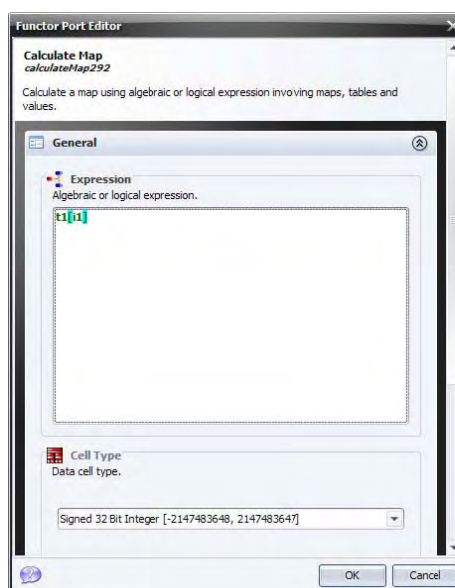 Functor Port Editor
Calculate Map
calculateMap292
Calculate a map using algebraic or logical expression involving maps, tables and
values.
General
Expression
Algebraic or logical expression.
t1[i1]
Cell Type
Data cell type.
Signed 32 Bit Integer [-2147483648, 2147483647]
OK
Cancel